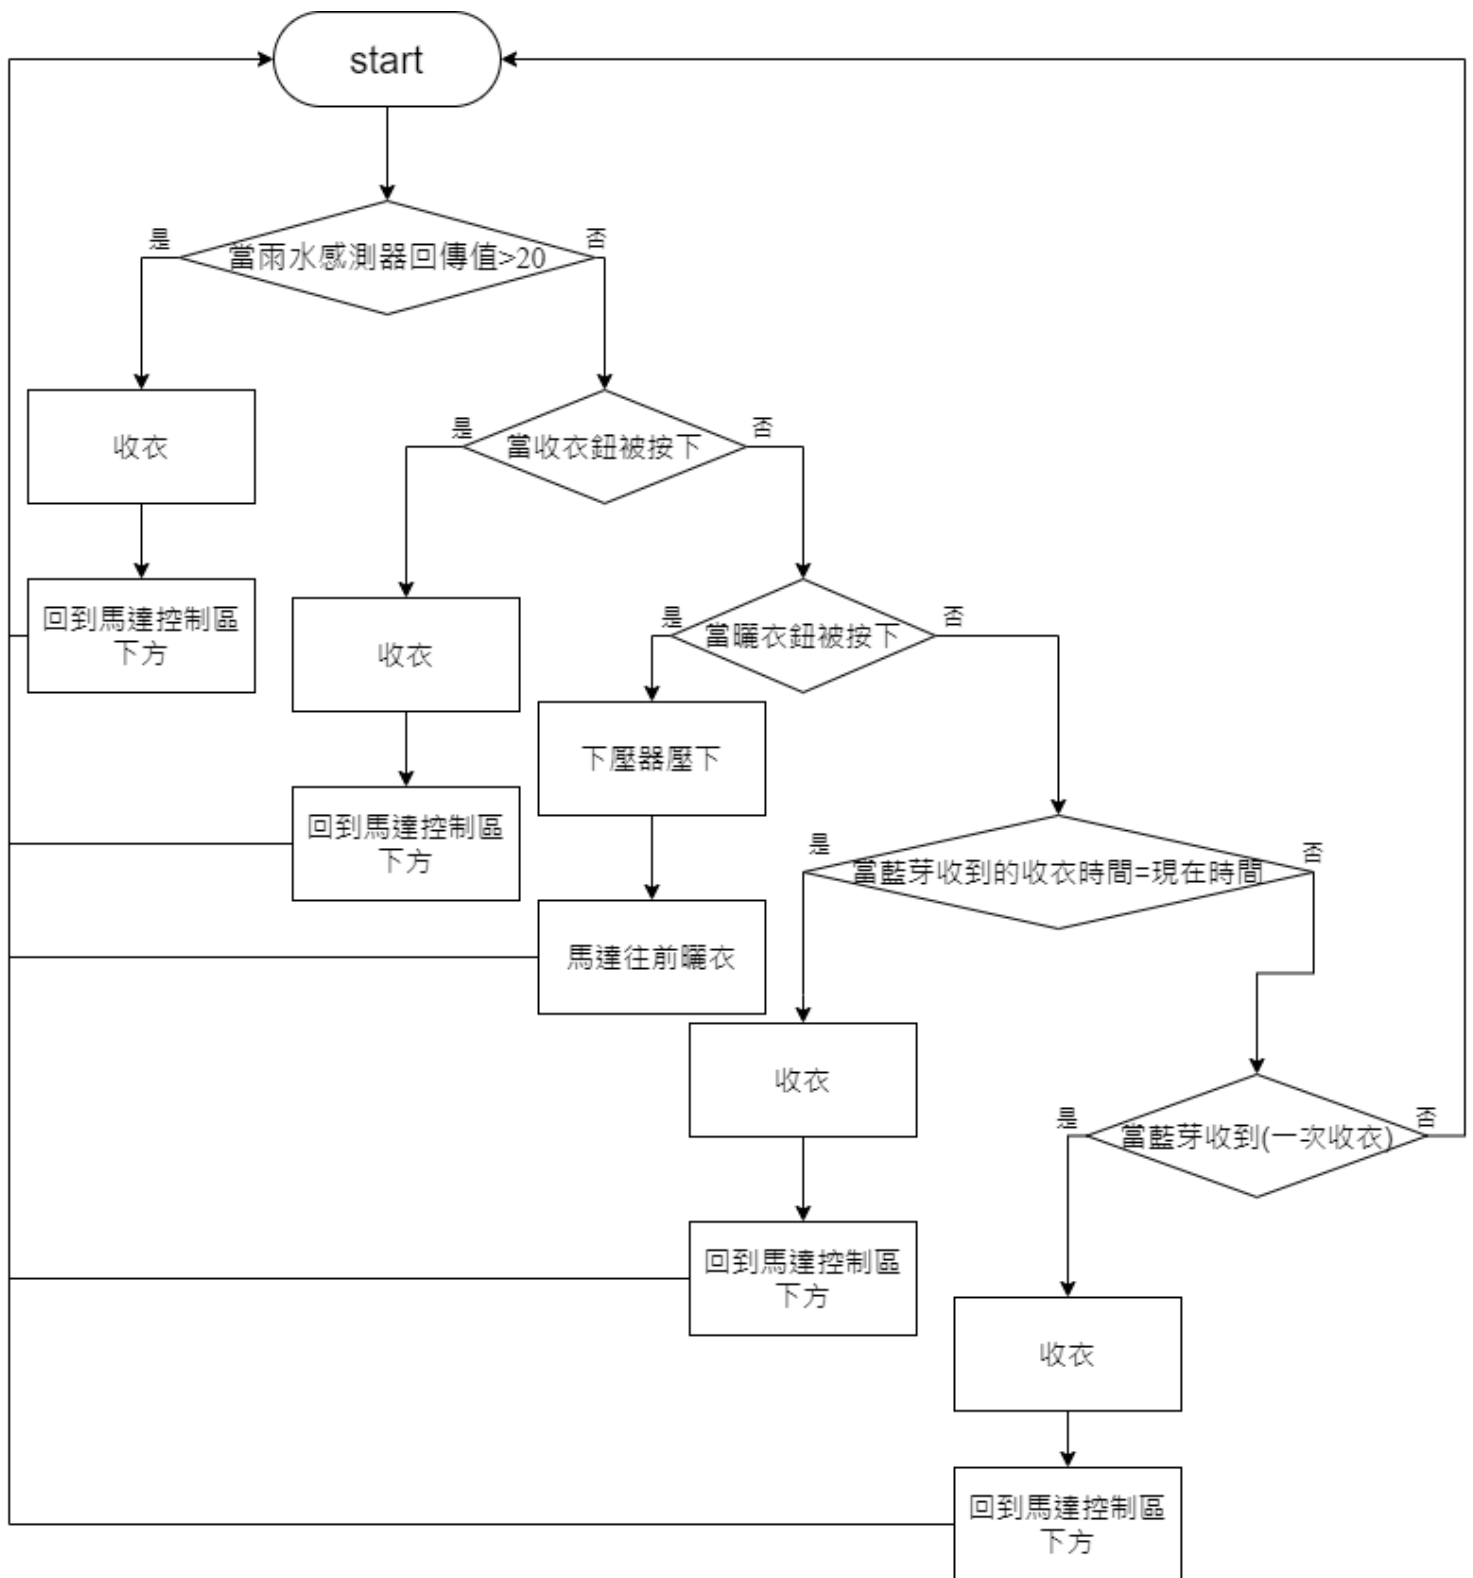 start
當雨水感測器回傳值>20
是
否
收衣
回到馬達控制區
下方
當收衣鈕被按下
是
否
收衣
回到馬達控制區
下方
當曬衣鈕被按下
是
否
下壓器壓下
馬達往前曬衣
當藍芽收到的收衣時間=現在時間
是
否
收衣
回到馬達控制區
下方
當藍芽收到(一次收衣)
是
否
收衣
回到馬達控制區
下方